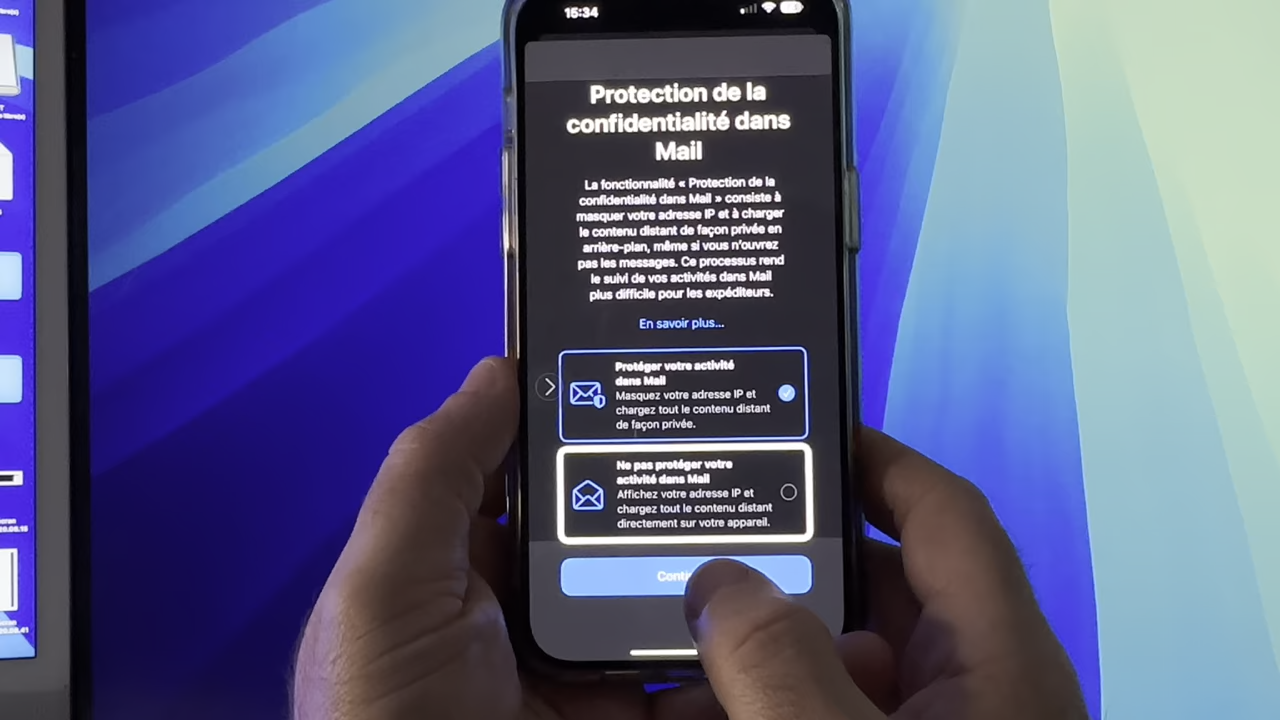 15:34
Protection de la
confidentialité dans
Mail
La fonctionnalité « Protection de la
confidentialité dans Mail » consiste à
masquer votre adresse IP et à charger
le contenu distant de façon privée en
arrière-plan, même si vous n'ouvrez
pas les messages. Ce processus rend
le suivi de vos activités dans Mail
plus difficile pour les expéditeurs.
En savoir plus...
Protéger votre activité
dans Mail
Masquez votre adresse IP et
chargez tout le contenu distant
de façon privée.
Ne pas protéger votre
activité dans Mail
Affichez votre adresse IP et
chargez tout le contenu distant
directement sur votre appareil.